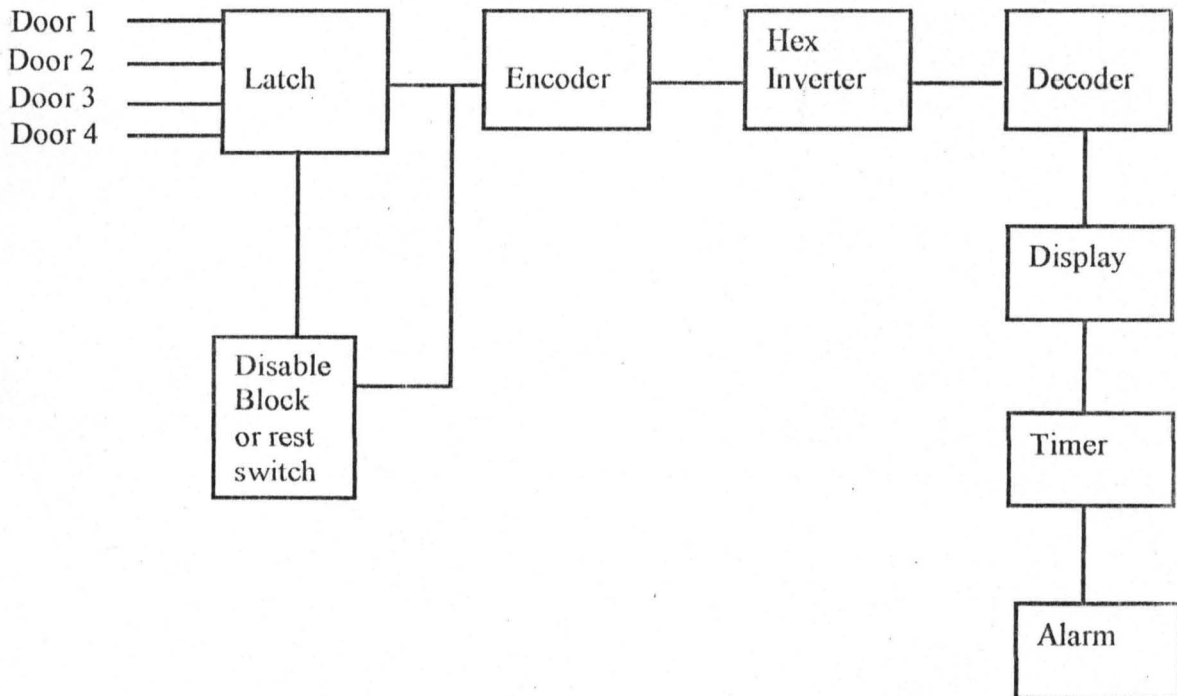 Door 1
Door 2
Door 3
Door 4
Latch
Encoder
Hex
Inverter
Decoder
Display
Disable
Block
or rest
switch
Timer
Alarm